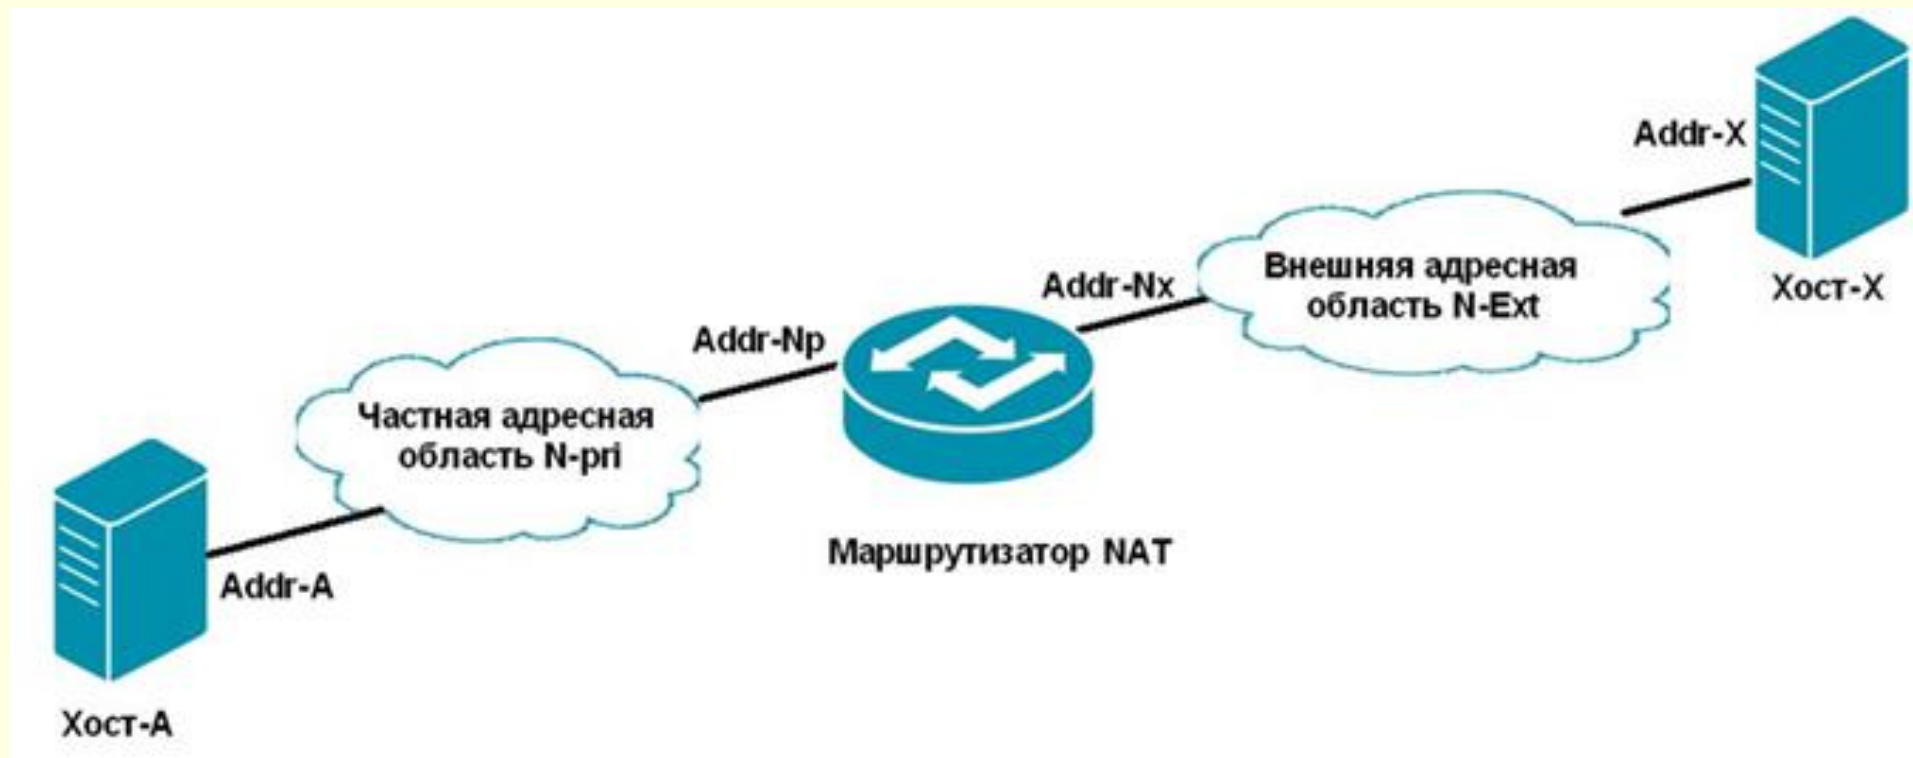 Addr-X
Внешняя адресная
область N-Ext
Хост-X
Addr-Nx
Addr-Np
Частная адресная
область N-pri
Маршрутизатор NAT
Addr-A
Хост-А